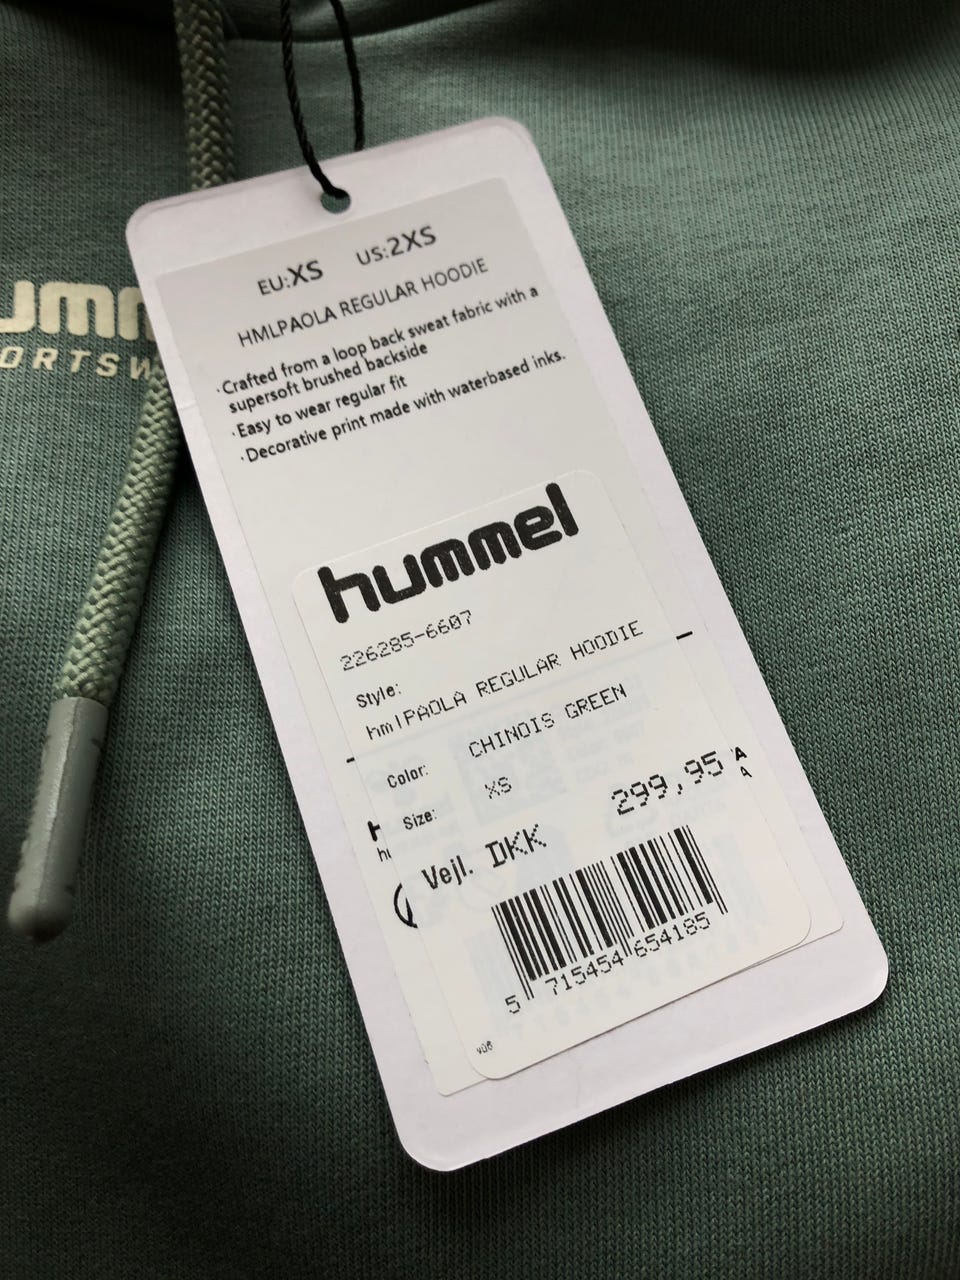 EU:XS US:2XS
HMLPAOLA REGULAR HOODIE
·Crafted from a loop back sweat fabric with a
supersoft brushed backside
·Easy to wear regular fit
·Decorative print made with waterbased inks.
hummel
226285-6607
Style:
hmlPAOLA REGULAR HOODIE
Color: CHINOIS GREEN
Size: XS
Vejl. DKK 299,95
5 715454 654185